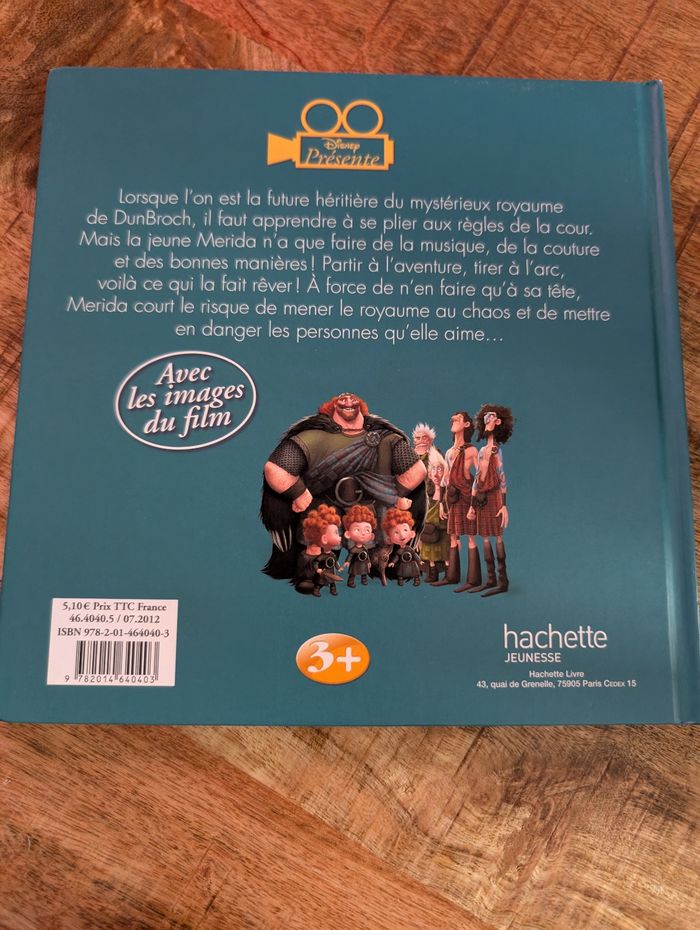 Disney
Présente
Lorsque l'on est la future héritière du mystérieux royaume
de DunBroch, il faut apprendre à se plier aux règles de la cour.
Mais la jeune Merida n'a que faire de la musique, de la couture
et des bonnes manières ! Partir à l'aventure, tirer à l'arc,
voilà ce qui la fait rêver ! À force de n'en faire qu'à sa tête,
Merida court le risque de mener le royaume au chaos et de mettre
en danger les personnes qu'elle aime...
Avec
les images
du film
G
5,10 € Prix TTC France
46.4040.5 / 07.2012
ISBN 978-2-01-464040-3
9 782014 640403
3+
hachette
JEUNESSE
Hachette Livre
43, quai de Grenelle, 75905 Paris CEDEX 15